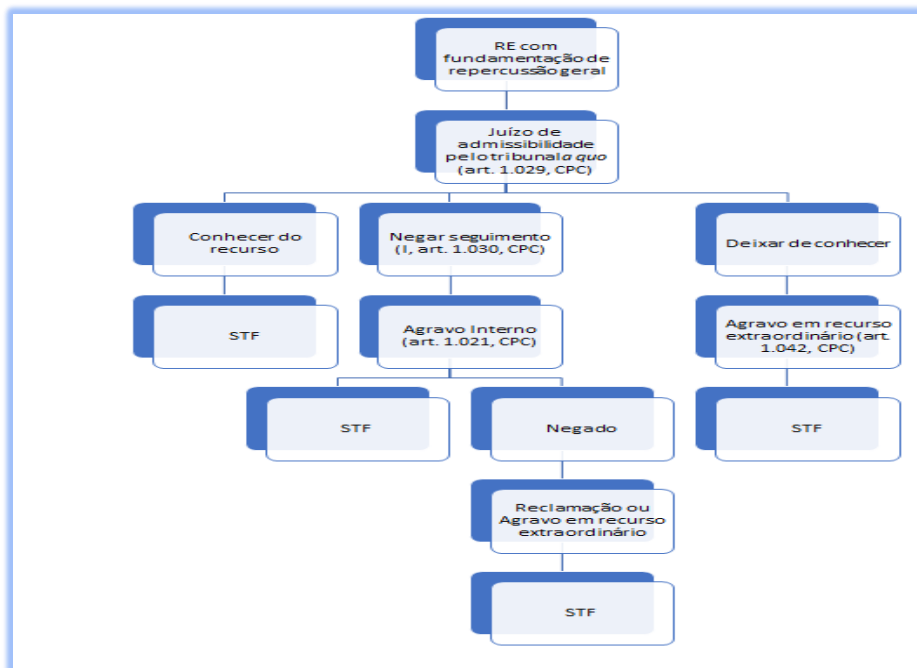 RE com
fundamentação de
repercussão geral
Juízo de
admissibilidade
pelo tribunal a quo
(art. 1.029, CPC)
Conhecer do
recurso
Negar seguimento
(I, art. 1.030, CPC)
Deixar de conhecer
STF
Agravo Interno
(art. 1.021, CPC)
Agravo em recurso
extraordinário (art.
1.042, CPC)
STF
Negado
STF
Reclamação ou
Agravo em recurso
extraordinário
STF